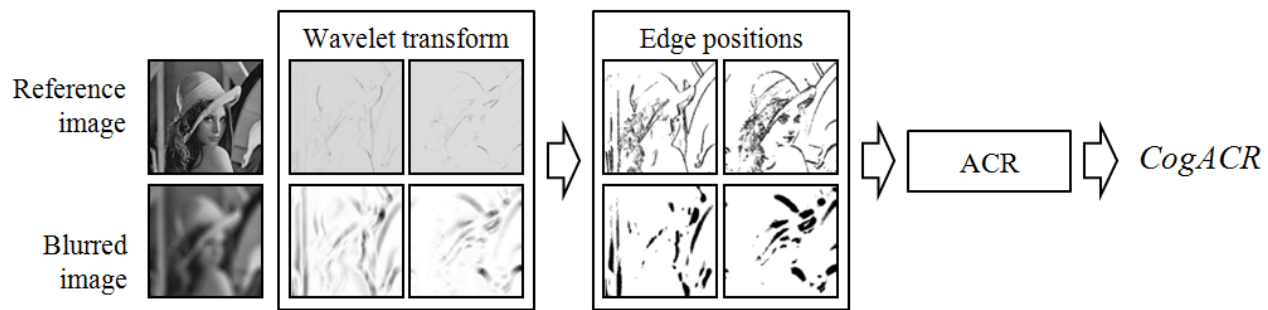 Wavelet transform
Edge positions
Reference
image
Blurred
image
ACR
CogACR